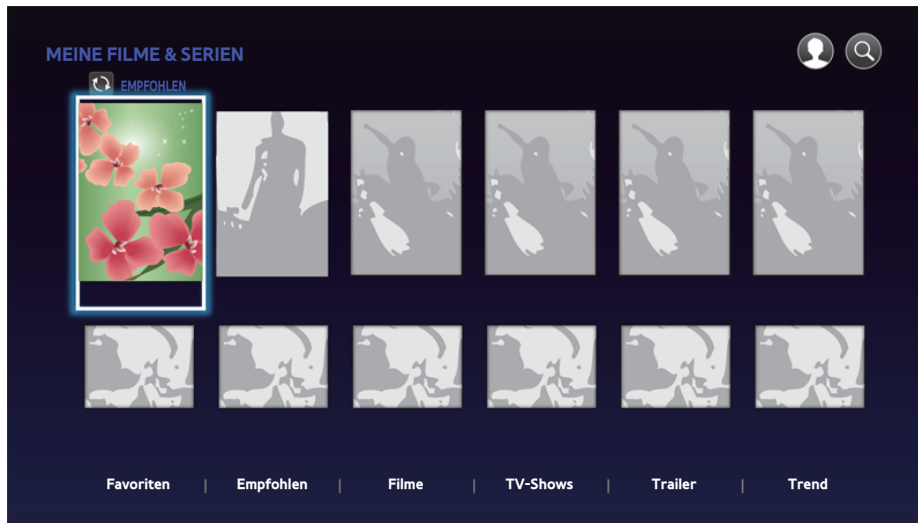 MEINE FILME & SERIEN
EMPFOHLEN
Favoriten | Empfohlen | Filme | TV-Shows | Trailer | Trend